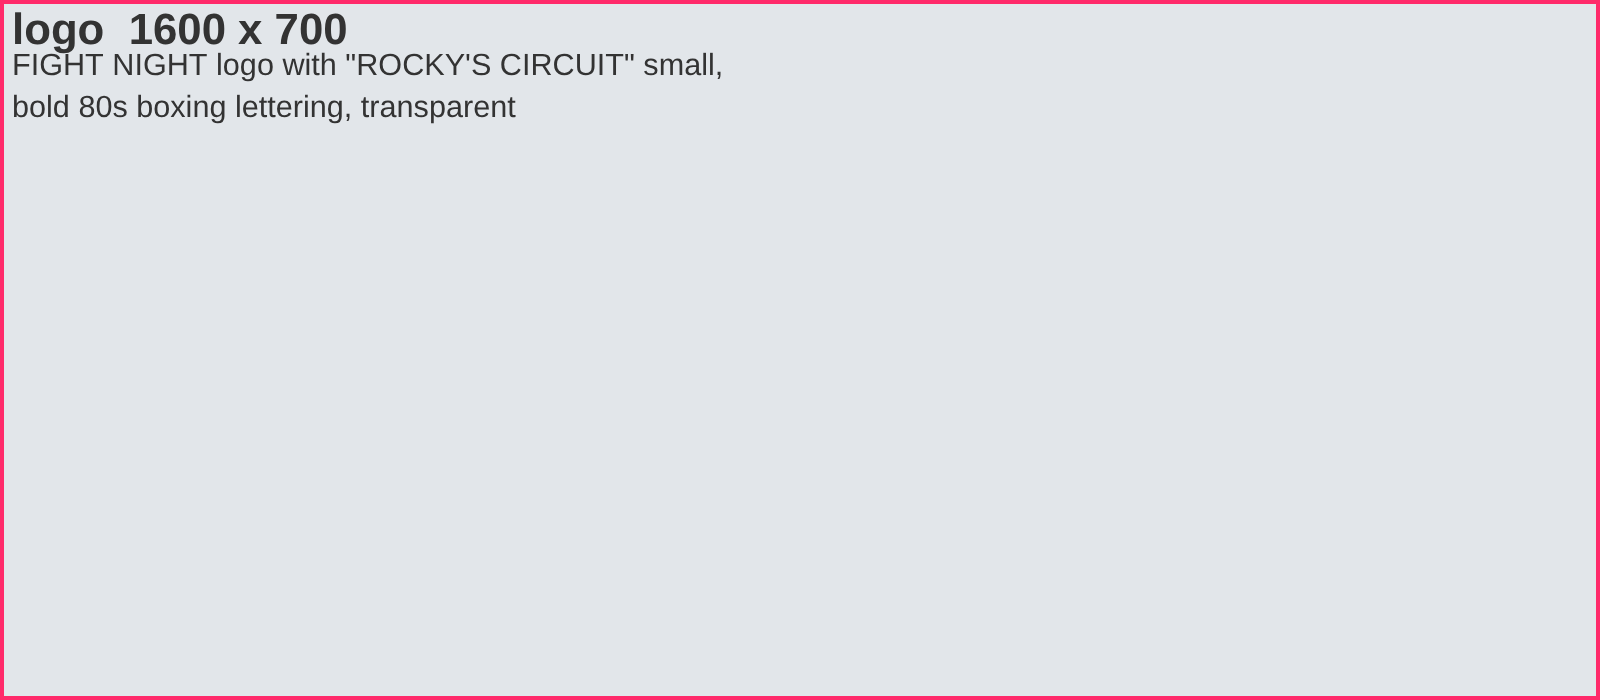 logo  1600 x 700
FIGHT NIGHT logo with "ROCKY'S CIRCUIT" small,
bold 80s boxing lettering, transparent